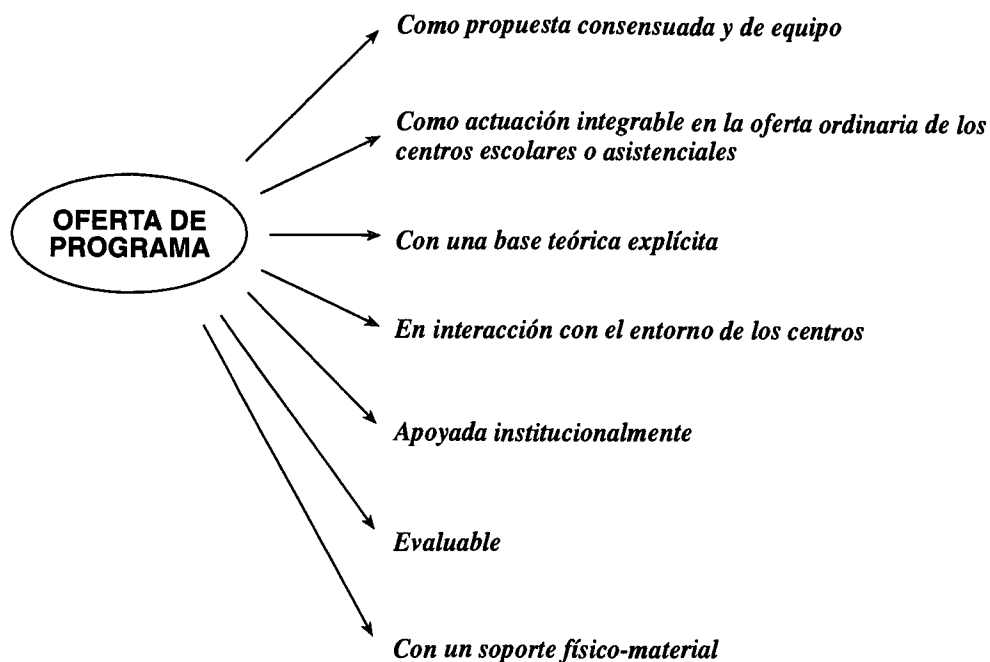 Como propuesta consensuada y de equipo
Como actuación integrable en la oferta ordinaria de los
centros escolares o asistenciales
OFERTA DE
PROGRAMA
Con una base teórica explícita
En interacción con el entorno de los centros
Apoyada institucionalmente
Evaluable
Con un soporte físico-material